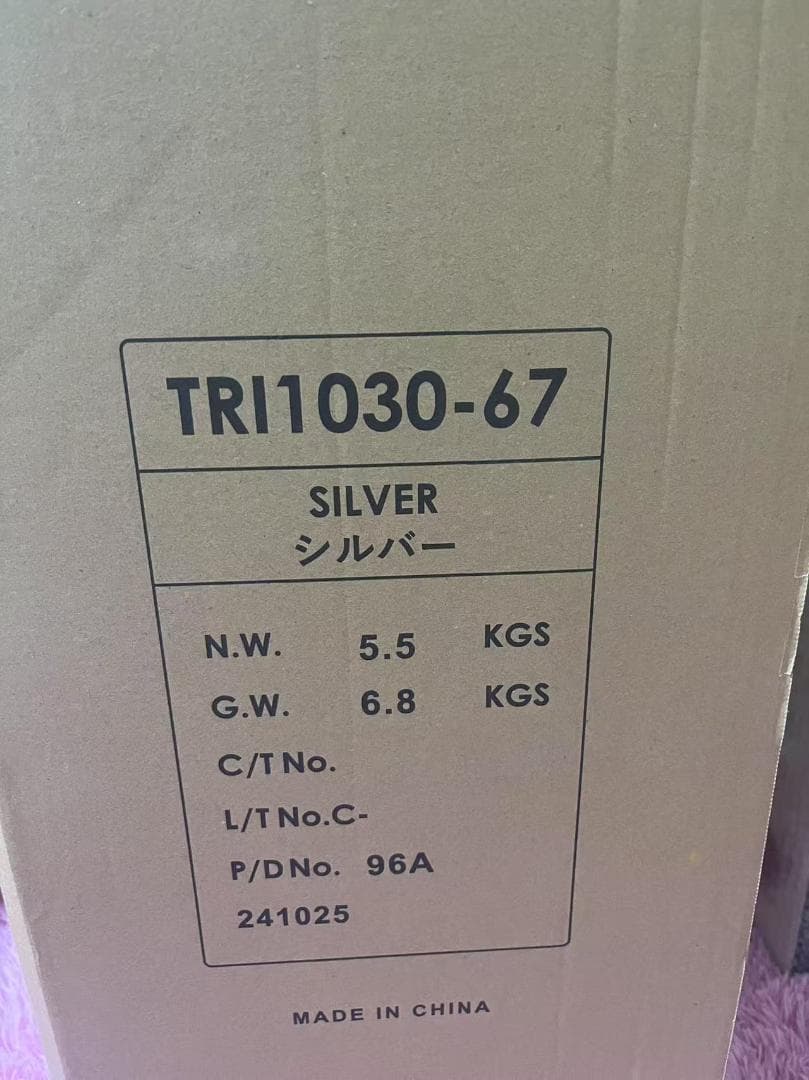 TRI1030-67
SILVER
シルバー
N.W. 5.5 KGS
G.W. 6.8 KGS
C/T No.
L/T No.C-
P/D No. 96A
241025
MADE IN CHINA